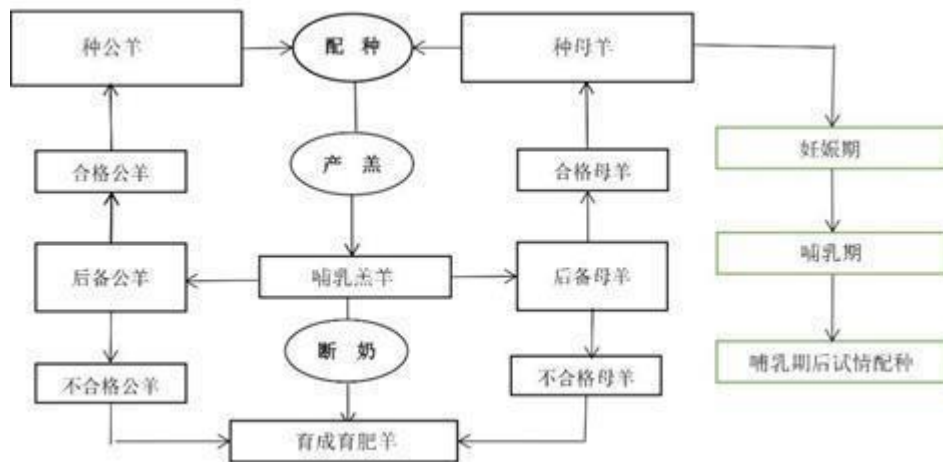 种公羊
配 种
种母羊
妊娠期
产 羔
合格公羊
合格母羊
哺乳期
后备公羊
哺乳羔羊
后备母羊
断 奶
哺乳期后试情配种
不合格公羊
不合格母羊
育成育肥羊